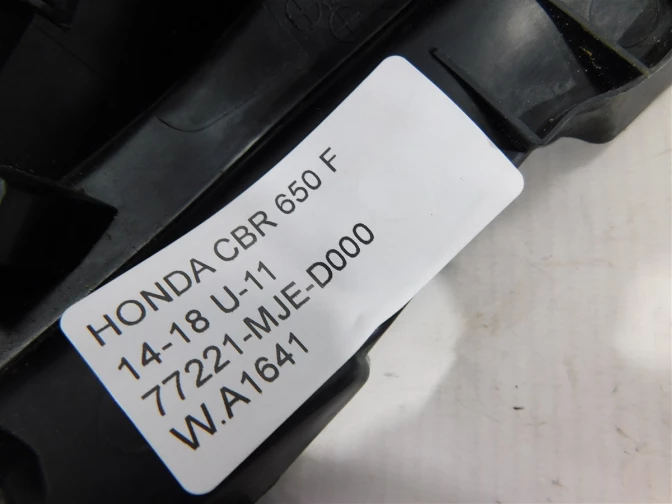 HONDA CBR 650 F
14-18 U-11
77221-MJE-D000
W.A1641